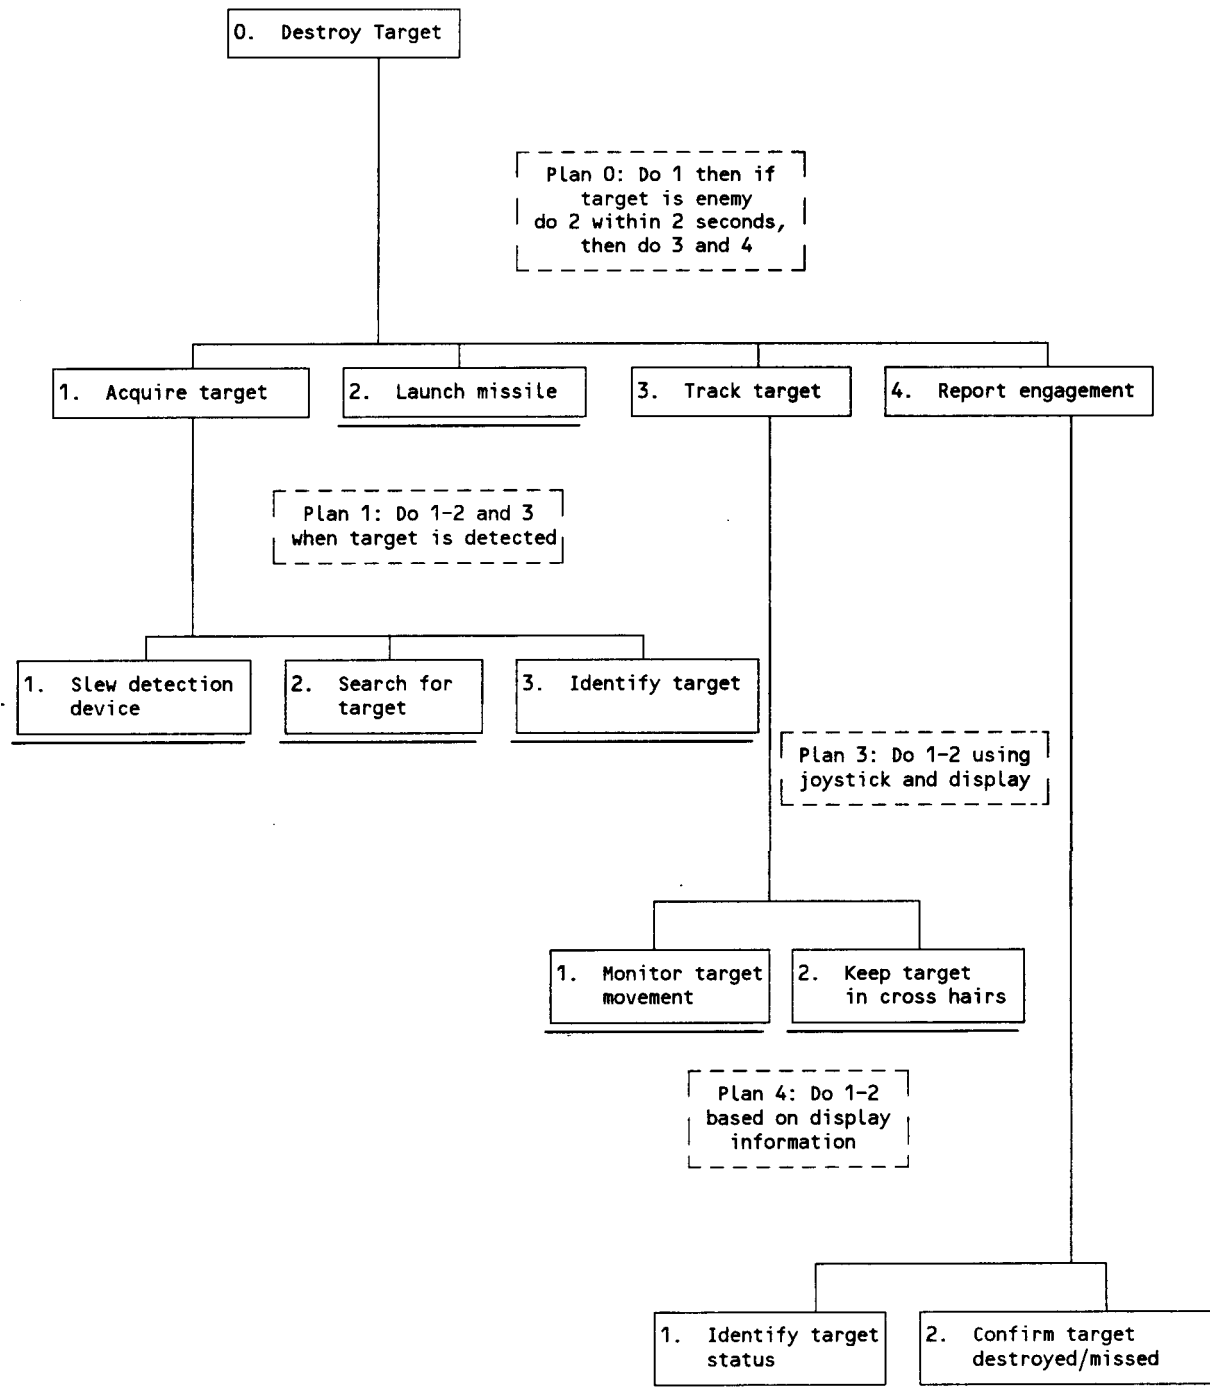 0. Destroy Target
Plan 0: Do 1 then if
target is enemy
do 2 within 2 seconds,
then do 3 and 4
1. Acquire target
2. Launch missile
3. Track target
4. Report engagement
Plan 1: Do 1-2 and 3
when target is detected
1. Slew detection
device
2. Search for
target
3. Identify target
Plan 3: Do 1-2 using
joystick and display
1. Monitor target
movement
2. Keep target
in cross hairs
Plan 4: Do 1-2
based on display
information
1. Identify target
status
2. Confirm target
destroyed/missed